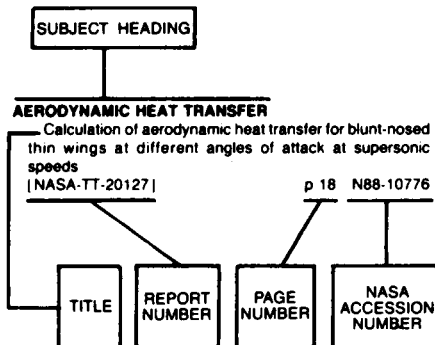 SUBJECT HEADING
AERODYNAMIC HEAT TRANSFER
Calculation of aerodynamic heat transfer for blunt-nosed
thin wings at different angles of attack at supersonic
speeds
[NASA-TT-20127] p 18 N88-10776
TITLE
REPORT
NUMBER
PAGE
NUMBER
NASA
ACCESSION
NUMBER